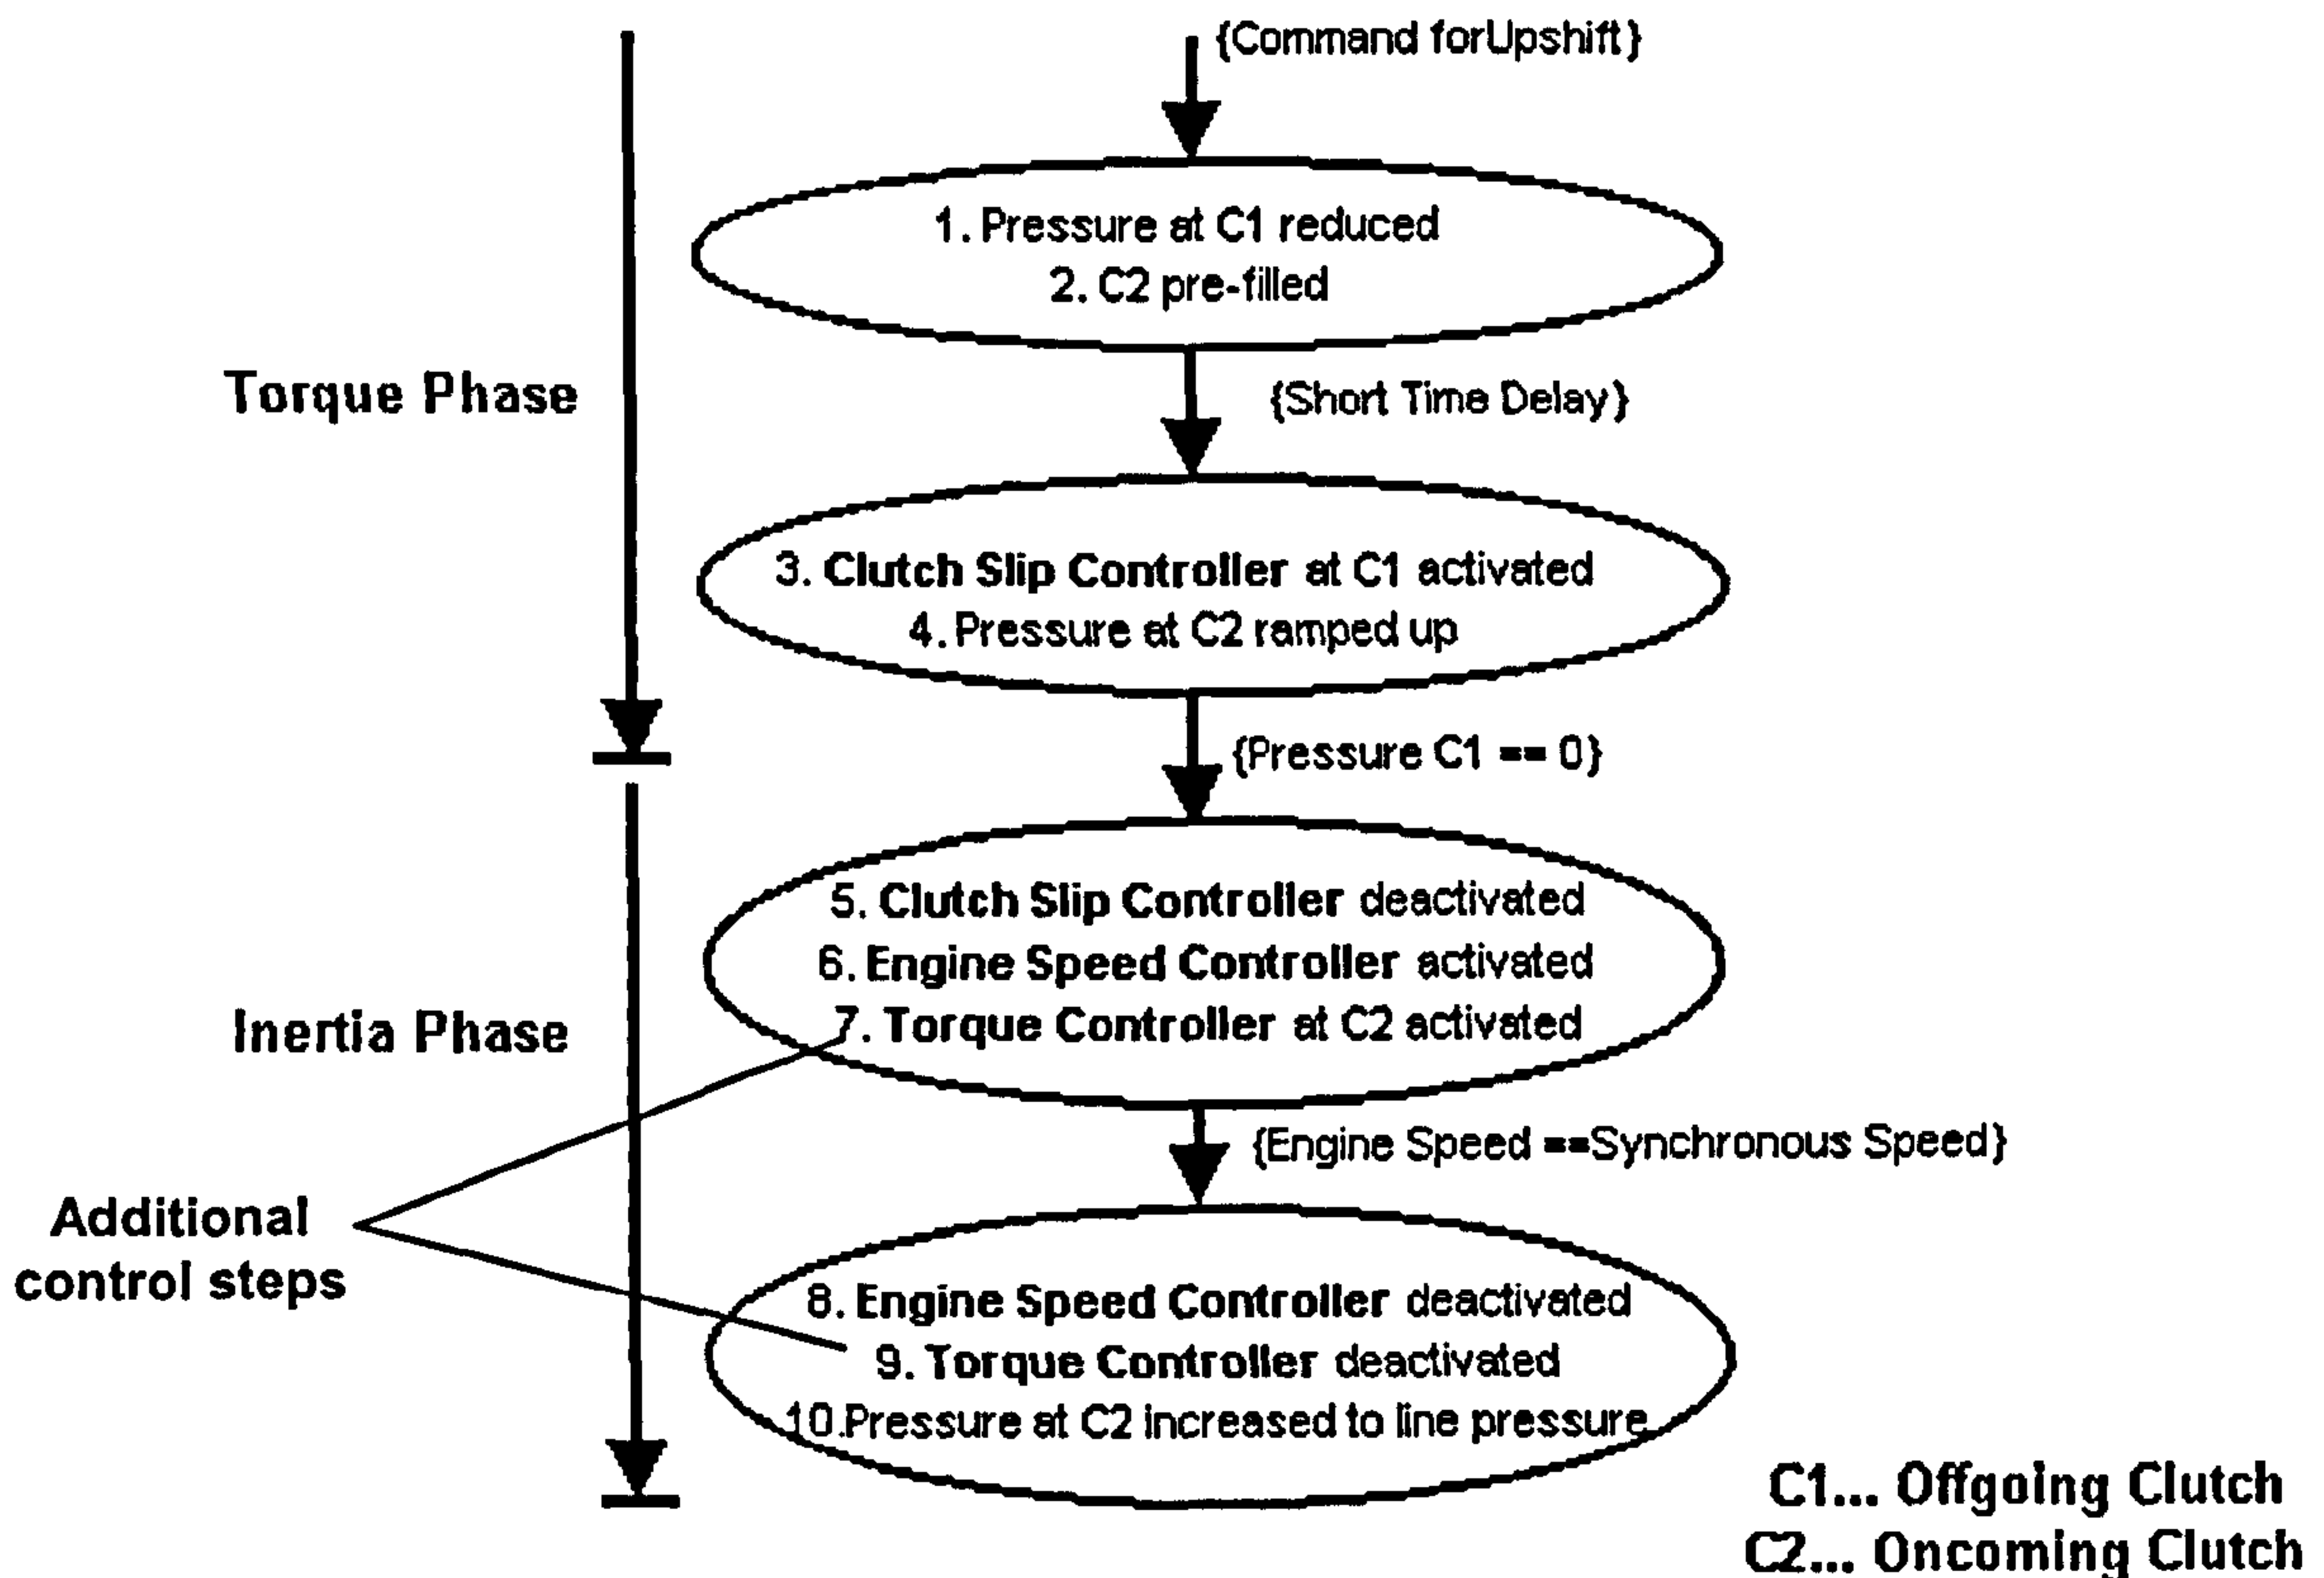 {Command forUpshift}
1. Pressure at C1 reduced
2. C2 pre-filled
Torque Phase
{Short Time Delay}
3. Clutch Slip Controller at C1 activated
4. Pressure at C2 ramped up
{Pressure C1 == 0}
5. Clutch Slip Controller deactivated
6. Engine Speed Controller activated
7. Torque Controller at C2 activated
Inertia Phase
{Engine Speed ==Synchronous Speed}
Additional
control steps
8. Engine Speed Controller deactivated
9. Torque Controller deactivated
10.Pressure at C2 increased to line pressure
C1... Offgoing Clutch
C2... Oncoming Clutch